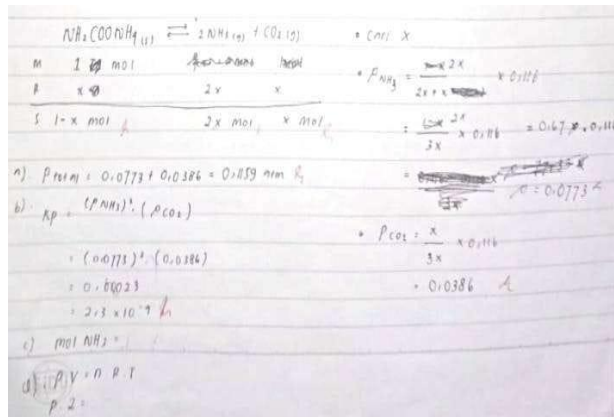 NH₂COONH₄ (s) ⇌ 2NH₃ (g) + CO₂ (g)
M 1 mol
R x 2x x
S 1-x mol 2x mol x mol
a) P total = 0,0773 + 0,0386 = 0,1159 atm
b) Kp = (PNH₃)² . (PCO₂)
= (0,0773)² . (0,0386)
= 0,00023
= 2,3 x 10⁻⁴
c) mol NH₃ =
d) P V = n R.T
P. 2 =
• Cari X
• PNH₃ = 2x / 2x + x x 0,116
= 2x / 3x x 0,116 = 0,67 x 0,116
= 0,0773
• PCO₂ = x / 3x x 0,116
= 0,0386